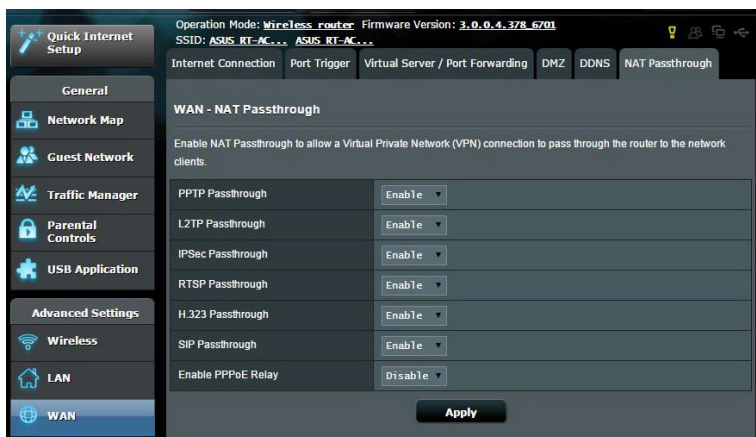 Quick Internet
Setup
Operation Mode: Wireless router Firmware Version: 3.0.0.4.378_6701
SSID: ASUS RT-AC... ASUS RT-AC...
Internet Connection Port Trigger Virtual Server / Port Forwarding DMZ DDNS NAT Passthrough
General
Network Map
Guest Network
Traffic Manager
Parental
Controls
USB Application
Advanced Settings
Wireless
LAN
WAN
WAN - NAT Passthrough
Enable NAT Passthrough to allow a Virtual Private Network (VPN) connection to pass through the router to the network
clients.
PPTP Passthrough Enable
L2TP Passthrough Enable
IPSec Passthrough Enable
RTSP Passthrough Enable
H.323 Passthrough Enable
SIP Passthrough Enable
Enable PPPoE Relay Disable
Apply